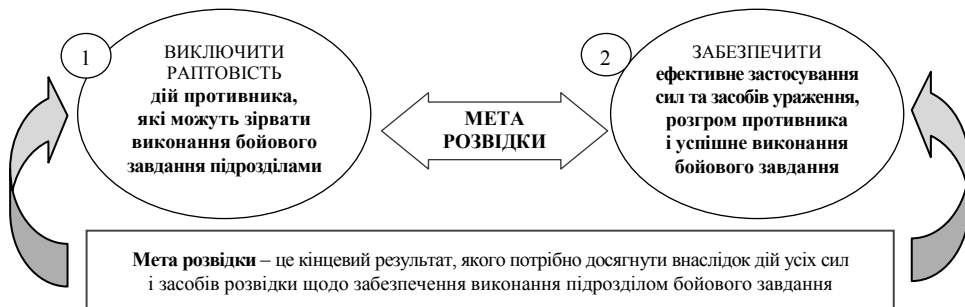 1
ВИКЛЮЧИТИ
РАПТОВІСТЬ
дій противника,
які можуть зірвати
виконання бойового
завдання підрозділами
МЕТА
РОЗВІДКИ
2
ЗАБЕЗПЕЧИТИ
ефективне застосування
сил та засобів ураження,
розгром противника
і успішне виконання
бойового завдання
Мета розвідки – це кінцевий результат, якого потрібно досягнути внаслідок дій усіх сил
і засобів розвідки щодо забезпечення виконання підрозділом бойового завдання